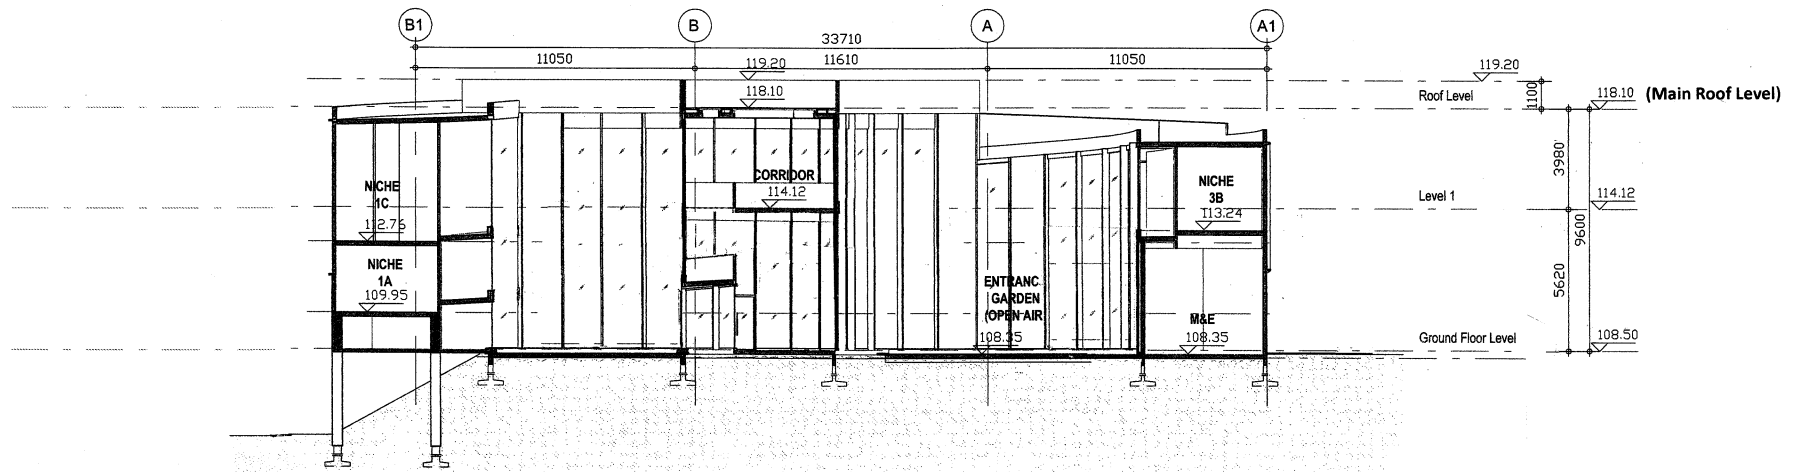 B1
B
A
A1
33710
11050
11610
11050
119.20
119.20
118.10
Roof Level
1100
118.10
(Main Roof Level)
CORRIDOR
114.12
NICHE
1C
112.76
NICHE
3B
113.24
3980
Level 1
114.12
9600
NICHE
1A
109.95
ENTRANC
GARDEN
(OPEN AIR
108.35
M&E
108.35
5620
Ground Floor Level
108.50